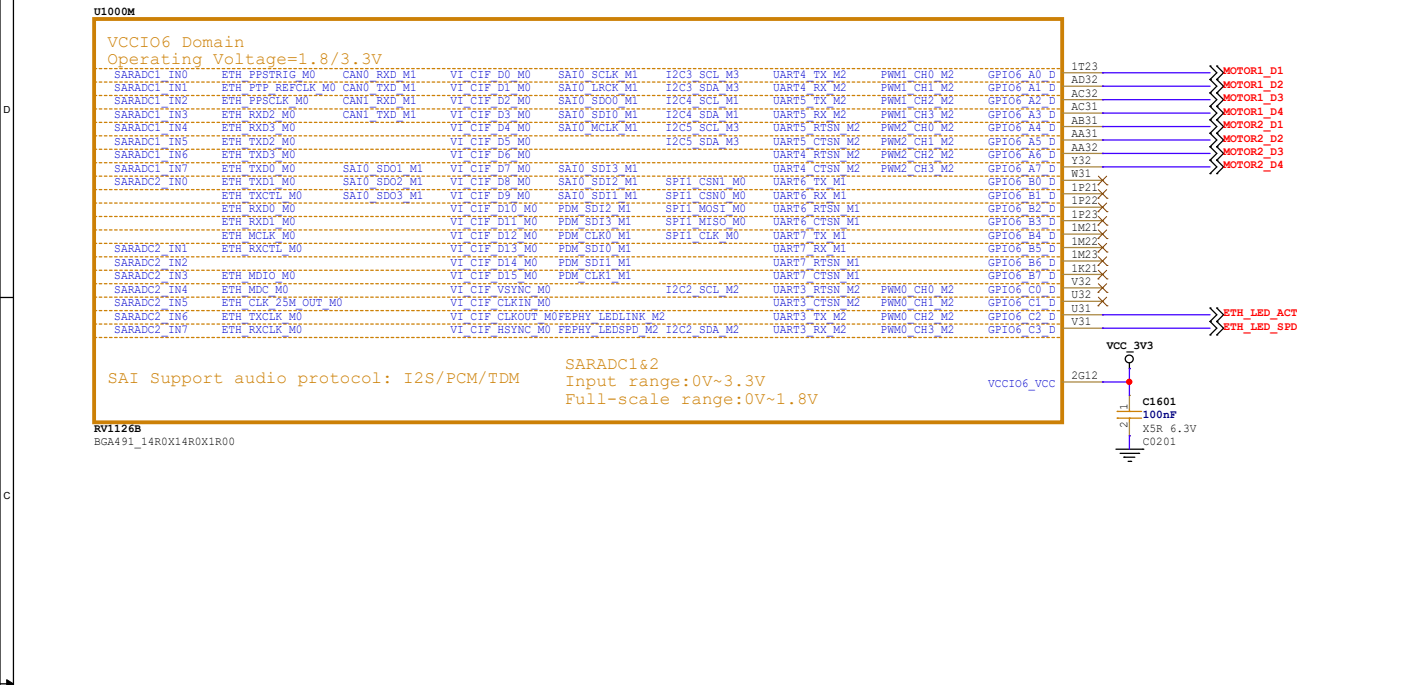 U1000M
VCCIO6 Domain
Operating Voltage=1.8/3.3V
SARADC1_IN0 ETH_PPSTRIG_M0 CAN0_RXD_M1 VI_CIF_D0_M0 SAI0_SCLK_M1 I2C3_SCL_M3 UART4_TX_M2 PWM1_CH0_M2 GPIO6_A0_D 1T23 MOTOR1_D1
SARADC1_IN1 ETH_PTP_REFCLK_M0 CAN0_TXD_M1 VI_CIF_D1_M0 SAI0_LRCK_M1 I2C3_SDA_M3 UART4_RX_M2 PWM1_CH1_M2 GPIO6_A1_D AD32 MOTOR1_D2
SARADC1_IN2 ETH_PPSCLK_M0 CAN1_RXD_M1 VI_CIF_D2_M0 SAI0_SDO0_M1 I2C4_SCL_M1 UART5_TX_M2 PWM1_CH2_M2 GPIO6_A2_D AC32 MOTOR1_D3
SARADC1_IN3 ETH_RXD2_M0 CAN1_TXD_M1 VI_CIF_D3_M0 SAI0_SDI0_M1 I2C4_SDA_M1 UART5_RX_M2 PWM1_CH3_M2 GPIO6_A3_D AC31 MOTOR1_D4
SARADC1_IN4 ETH_RXD3_M0 VI_CIF_D4_M0 SAI0_MCLK_M1 I2C5_SCL_M3 UART5_RTSN_M2 PWM2_CH0_M2 GPIO6_A4_D AB31 MOTOR2_D1
SARADC1_IN5 ETH_TXD2_M0 VI_CIF_D5_M0 I2C5_SDA_M3 UART5_CTSN_M2 PWM2_CH1_M2 GPIO6_A5_D AA31 MOTOR2_D2
SARADC1_IN6 ETH_TXD3_M0 VI_CIF_D6_M0 UART4_RTSN_M2 PWM2_CH2_M2 GPIO6_A6_D AA32 MOTOR2_D3
SARADC1_IN7 ETH_TXD0_M0 SAI0_SDO1_M1 VI_CIF_D7_M0 SAI0_SDI3_M1 UART4_CTSN_M2 PWM2_CH3_M2 GPIO6_A7_D Y32 MOTOR2_D4
SARADC2_IN0 ETH_TXD1_M0 SAI0_SDO2_M1 VI_CIF_D8_M0 SAI0_SDI2_M1 SPI1_CSN1_M0 UART6_TX_M1 GPIO6_B0_D W31
ETH_TXCTL_M0 SAI0_SDO3_M1 VI_CIF_D9_M0 SAI0_SDI1_M1 SPI1_CSN0_M0 UART6_RX_M1 GPIO6_B1_D 1P21
ETH_RXD0_M0 VI_CIF_D10_M0 PDM_SDI2_M1 SPI1_MOSI_M0 UART6_RTSN_M1 GPIO6_B2_D 1P22
ETH_RXD1_M0 VI_CIF_D11_M0 PDM_SDI3_M1 SPI1_MISO_M0 UART6_CTSN_M1 GPIO6_B3_D 1P23
ETH_MCLK_M0 VI_CIF_D12_M0 PDM_CLK0_M1 SPI1_CLK_M0 UART7_TX_M1 GPIO6_B4_D 1M21
SARADC2_IN1 ETH_RXCTL_M0 VI_CIF_D13_M0 PDM_SDI0_M1 UART7_RX_M1 GPIO6_B5_D 1M22
SARADC2_IN2 VI_CIF_D14_M0 PDM_SDI1_M1 UART7_RTSN_M1 GPIO6_B6_D 1M23
SARADC2_IN3 ETH_MDIO_M0 VI_CIF_D15_M0 PDM_CLK1_M1 UART7_CTSN_M1 GPIO6_B7_D 1K21
SARADC2_IN4 ETH_MDC_M0 VI_CIF_VSYNC_M0 I2C2_SCL_M2 UART3_RTSN_M2 PWM0_CH0_M2 GPIO6_C0_D V32
SARADC2_IN5 ETH_CLK_25M_OUT_M0 VI_CIF_CLKIN_M0 UART3_CTSN_M2 PWM0_CH1_M2 GPIO6_C1_D U32
SARADC2_IN6 ETH_TXCLK_M0 VI_CIF_CLKOUT_M0 FEPHY_LEDLINK_M2 UART3_TX_M2 PWM0_CH2_M2 GPIO6_C2_D U31 ETH_LED_ACT
SARADC2_IN7 ETH_RXCLK_M0 VI_CIF_HSYNC_M0 FEPHY_LEDSPD_M2 I2C2_SDA_M2 UART3_RX_M2 PWM0_CH3_M2 GPIO6_C3_D V31 ETH_LED_SPD
VCC_3V3
SAI Support audio protocol: I2S/PCM/TDM
SARADC1&2
Input range:0V~3.3V
Full-scale range:0V~1.8V
VCCIO6_VCC 2G12
1
2
C1601
100nF
X5R 6.3V
C0201
RV1126B
BGA491_14R0X14R0X1R00
D
C